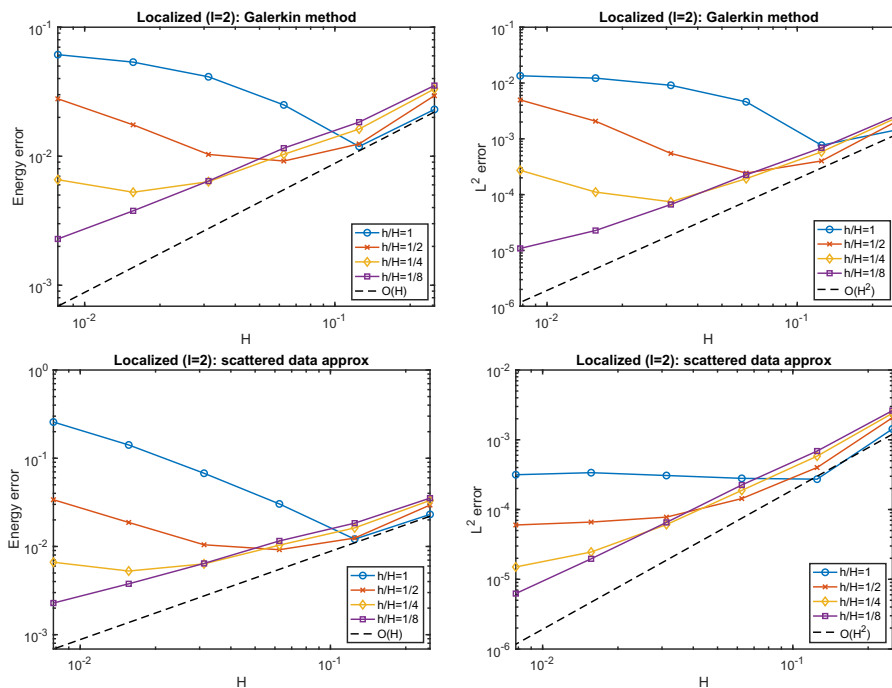 Localized (l=2): Galerkin method
10^-1
10^-2
10^-3
Energy error
10^-2
10^-1
H
h/H=1
h/H=1/2
h/H=1/4
h/H=1/8
O(H)
Localized (l=2): Galerkin method
10^-1
10^-2
10^-3
10^-4
10^-5
10^-6
L^2 error
10^-2
10^-1
H
h/H=1
h/H=1/2
h/H=1/4
h/H=1/8
O(H^2)
Localized (l=2): scattered data approx
10^0
10^-1
10^-2
10^-3
Energy error
10^-2
10^-1
H
h/H=1
h/H=1/2
h/H=1/4
h/H=1/8
O(H)
Localized (l=2): scattered data approx
10^-2
10^-3
10^-4
10^-5
10^-6
L^2 error
10^-2
10^-1
H
h/H=1
h/H=1/2
h/H=1/4
h/H=1/8
O(H^2)